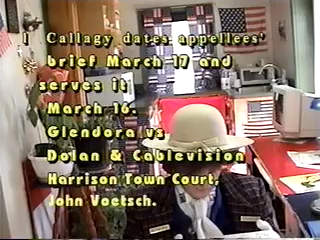 1 Callagy dates appellees'
brief March 17 and
serves it
March 16.
Glendora vs
Dolan & Cablevision
Harrison Town Court,
John Voetsch.